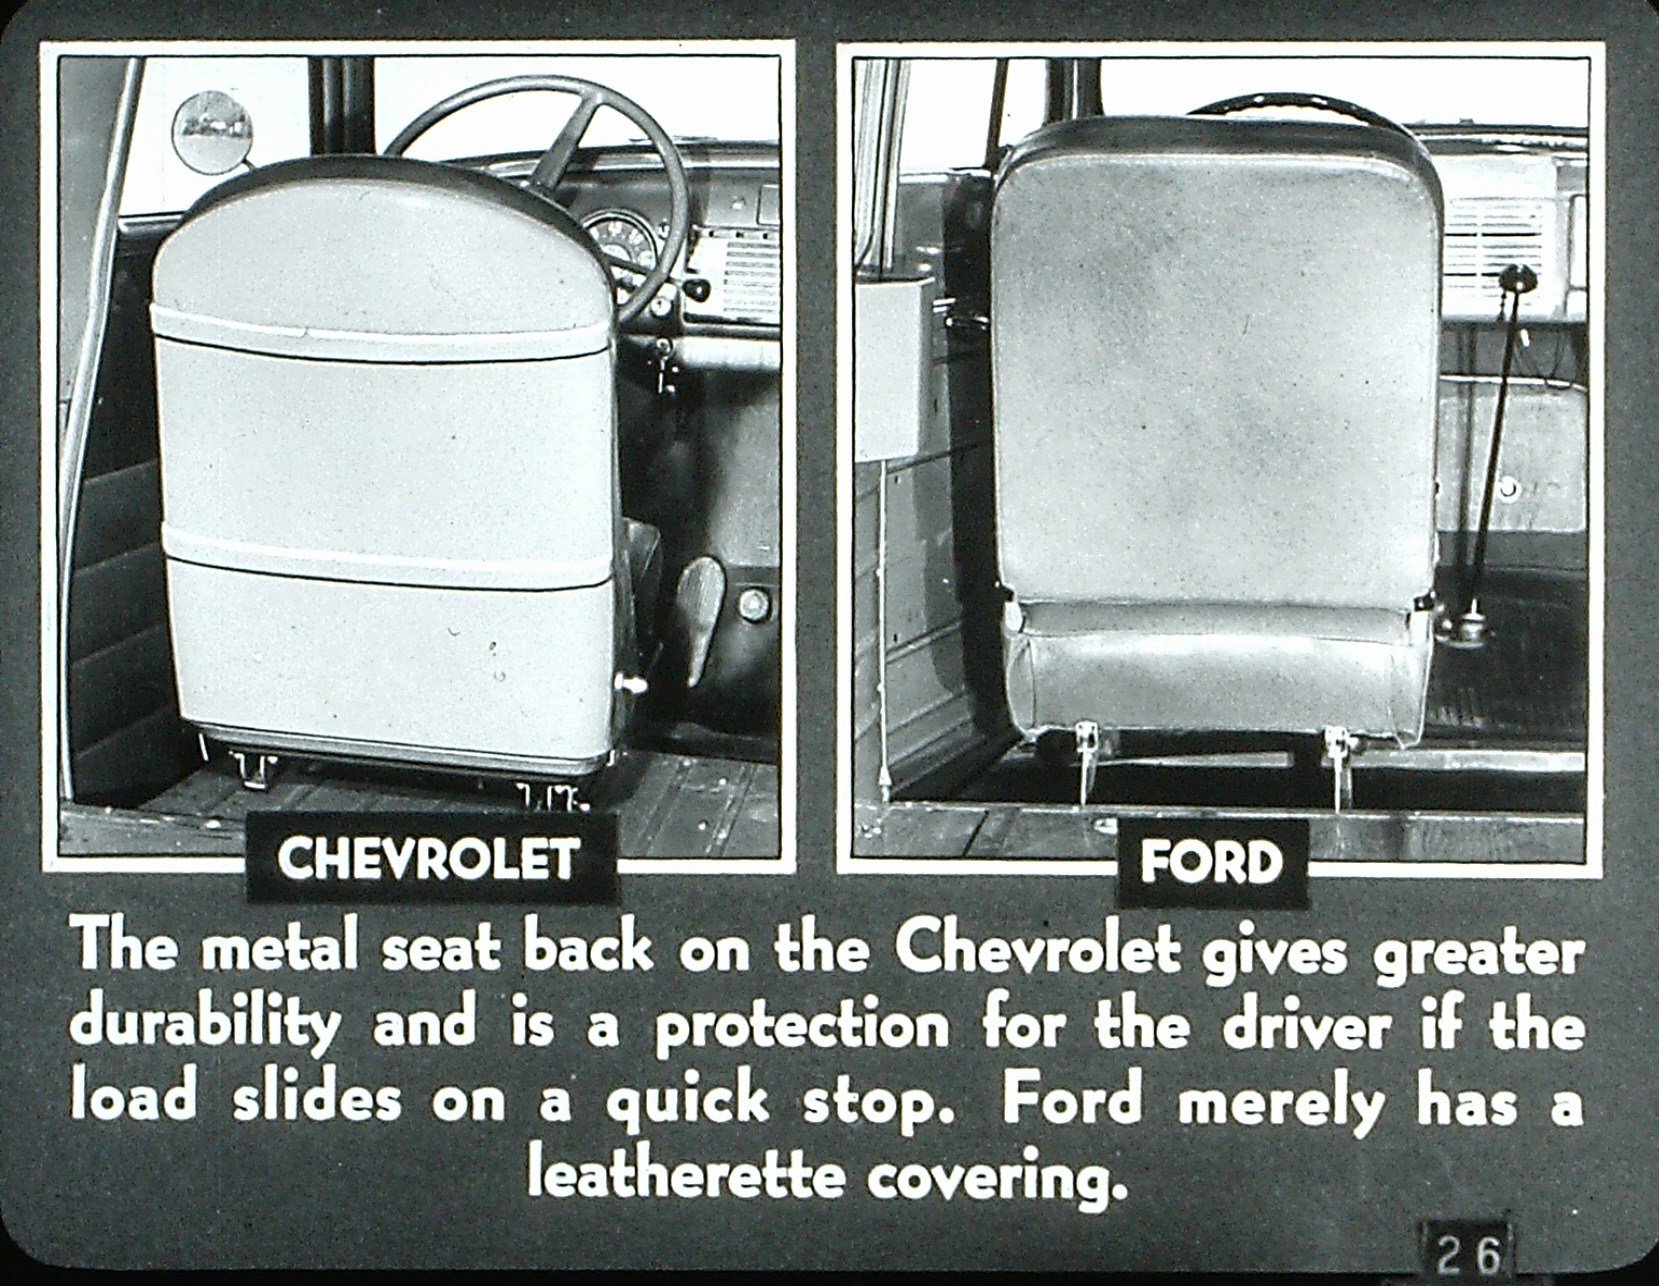 CHEVROLET
FORD
The metal seat back on the Chevrolet gives greater
durability and is a protection for the driver if the
load slides on a quick stop. Ford merely has a
leatherette covering.
26